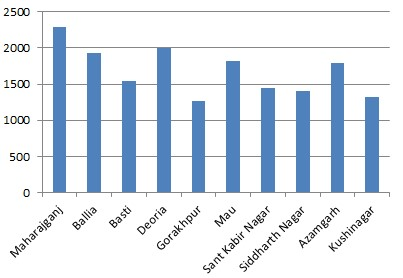 2500
2000
1500
1000
500
0
Maharajganj
Ballia
Basti
Deoria
Gorakhpur
Mau
Sant Kabir Nagar
Siddharth Nagar
Azamgarh
Kushinagar